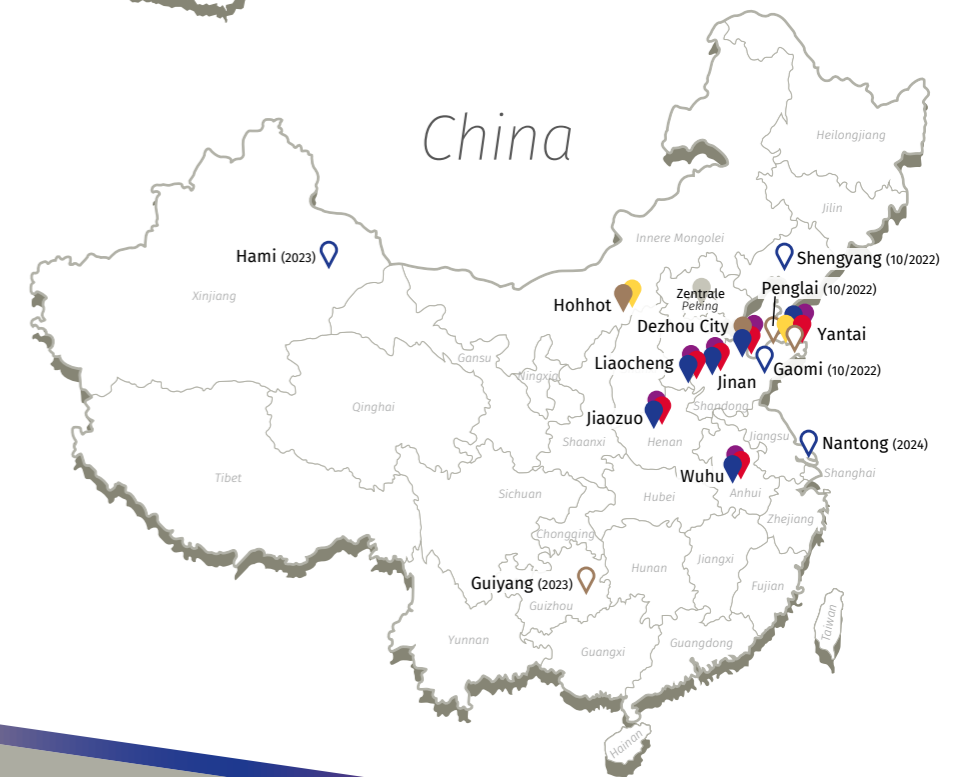 China
Heilongjiang
Jilin
Innere Mongolei
Shengyang (10/2022)
Hami (2023)
Penglai (10/2022)
Zentrale
Peking
Xinjiang
Hohhot
Dezhou City
Yantai
Gansu
Liaocheng
Gaomi (10/2022)
Ningxia
Jinan
Qinghai
Shandong
Jiaozuo
Shaanxi
Henan
Jiangsu
Nantong (2024)
Tibet
Wuhu
Shanghai
Sichuan
Hubei
Anhui
Zhejiang
Chongqing
Hunan
Jiangxi
Guiyang (2023)
Fujian
Guizhou
Taiwan
Yunnan
Guangxi
Guangdong
Hainan